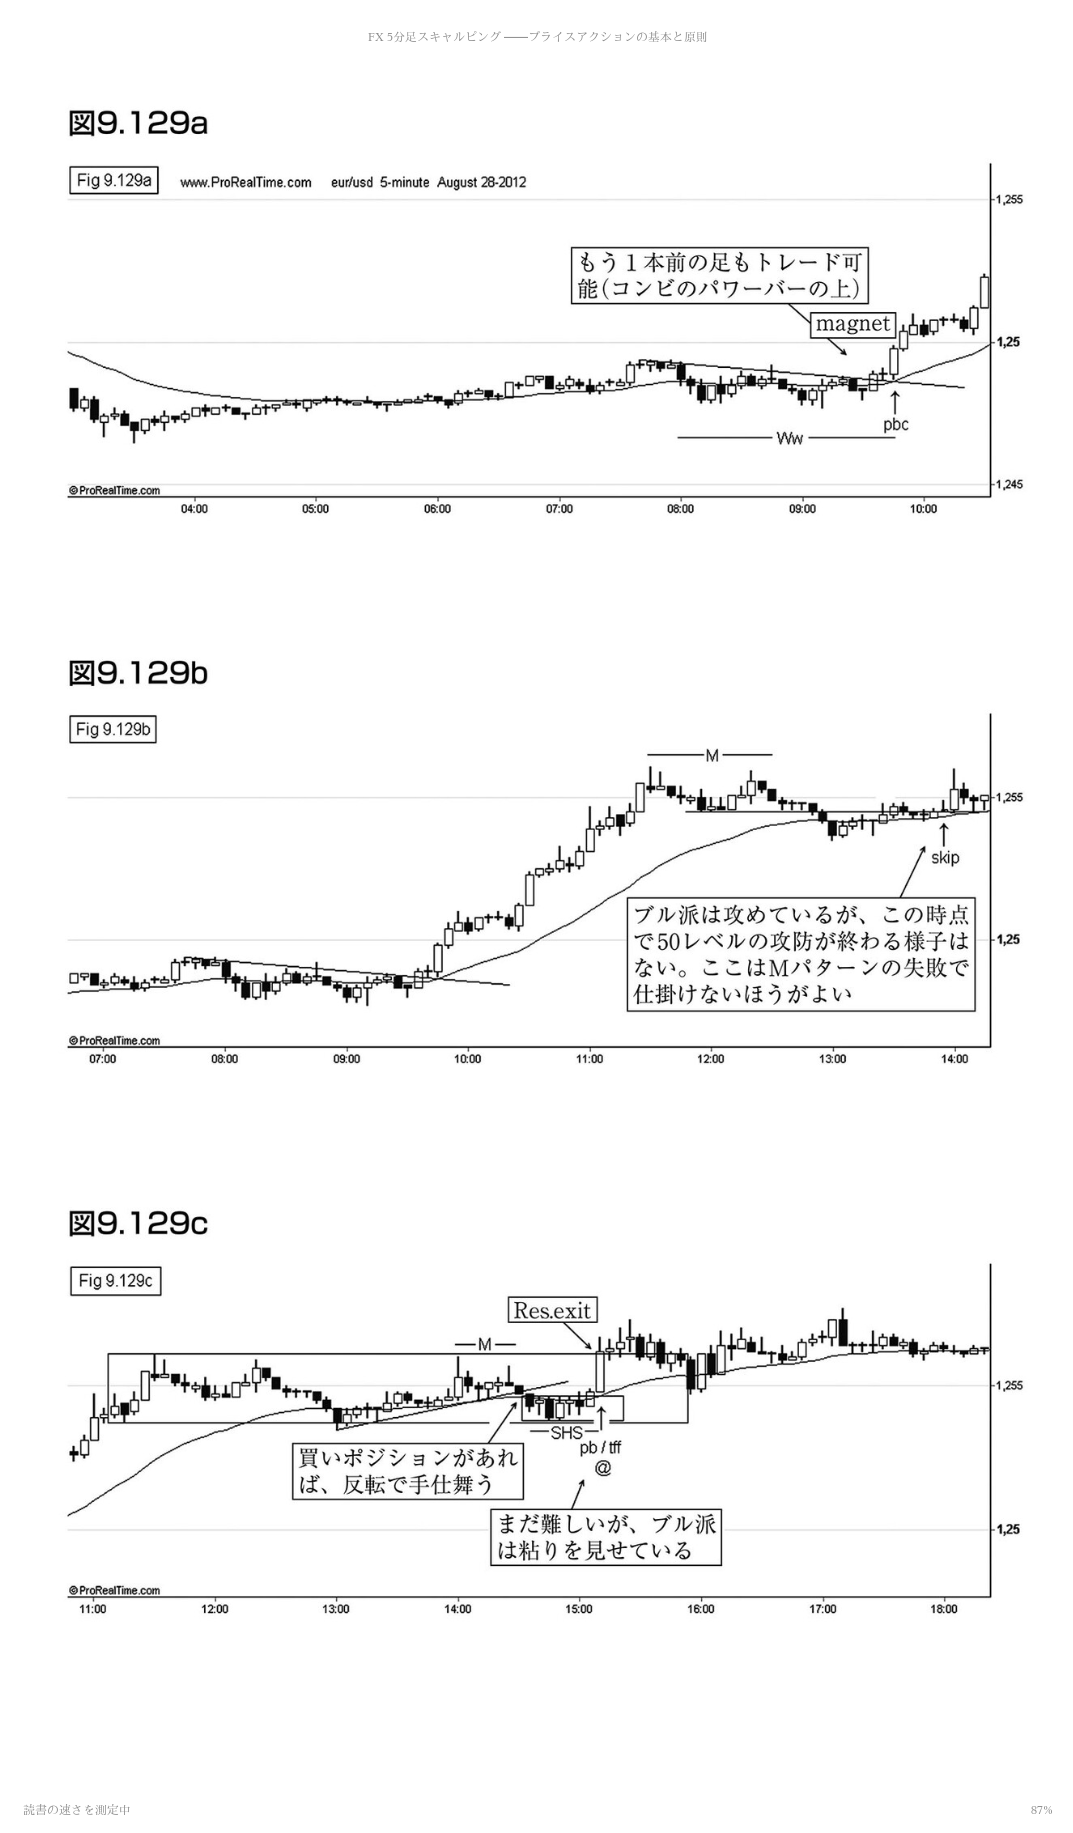 FX 5分足スキャルピング ――プライスアクションの基本と原則
図9.129a
Fig 9.129a
www.ProRealTime.com eur/usd 5-minute August 28-2012
1,255
もう１本前の足もトレード可
能(コンビのパワーバーの上)
magnet
1,25
pbc
Ww
1,245
©ProRealTime.com
04:00 05:00 06:00 07:00 08:00 09:00 10:00
図9.129b
Fig 9.129b
M
1,255
skip
ブル派は攻めているが、この時点
で50レベルの攻防が終わる様子は
ない。ここはMパターンの失敗で
仕掛けないほうがよい
1,25
©ProRealTime.com
07:00 08:00 09:00 10:00 11:00 12:00 13:00 14:00
図9.129c
Fig 9.129c
Res.exit
M
1,255
SHS
pb / tff
@
買いポジションがあれ
ば、反転で手仕舞う
まだ難しいが、ブル派
は粘りを見せている
1,25
©ProRealTime.com
11:00 12:00 13:00 14:00 15:00 16:00 17:00 18:00
読書の速さを測定中
87%